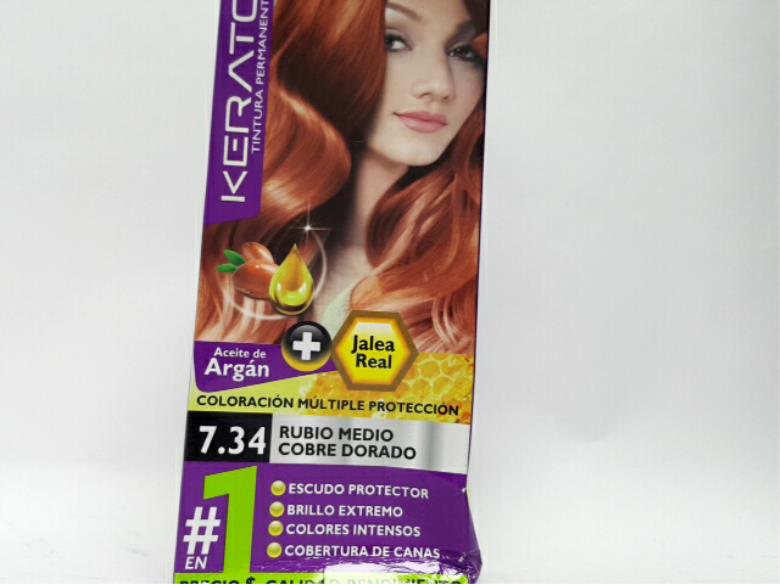 TINTURA PERMANENTE
Aceite de
Argán
+
Jalea
Real
COLORACIÓN MÚLTIPLE PROTECCIÓN
7.34
RUBIO MEDIO
COBRE DORADO
#1
EN
ESCUDO PROTECTOR
BRILLO EXTREMO
COLORES INTENSOS
COBERTURA DE CANAS